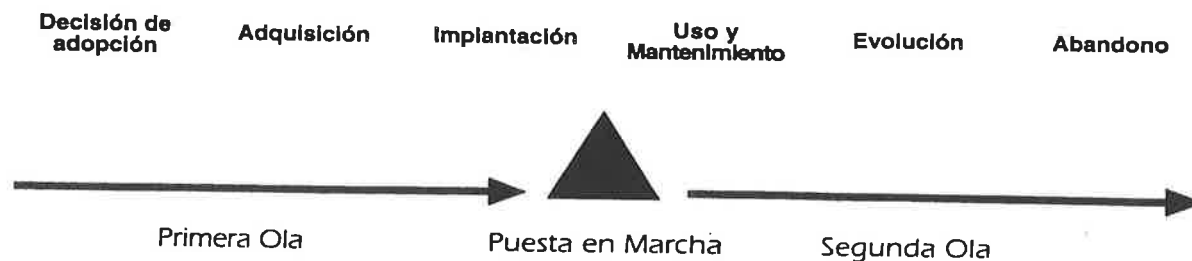 Decisión de
adopción
Adquisición
Implantación
Uso y
Mantenimiento
Evolución
Abandono
Primera Ola
Puesta en Marcha
Segunda Ola